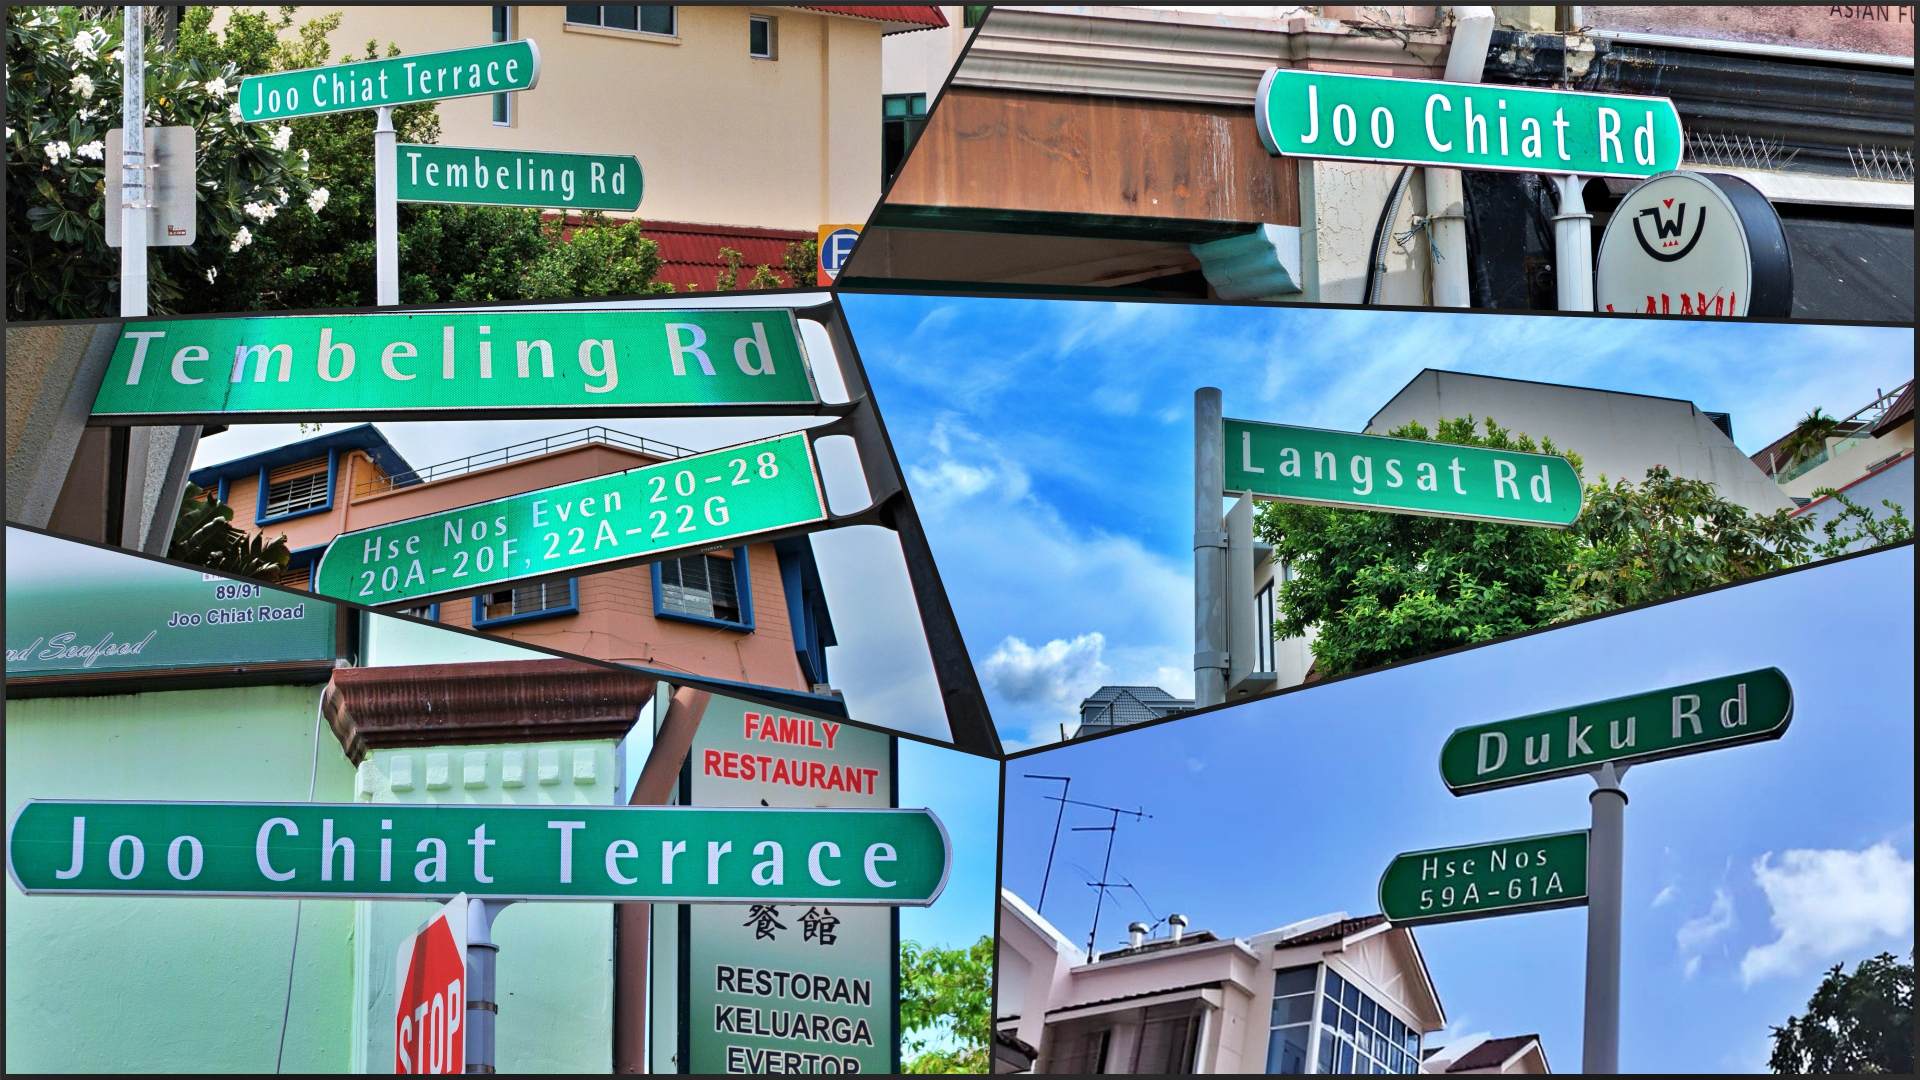 Joo Chiat Terrace
Tembeling Rd
Joo Chiat Rd
W
Tembeling Rd
Hse Nos Even 20-28
20A-20F, 22A-22G
Langsat Rd
89/91
Joo Chiat Road
nd Seafood
FAMILY
RESTAURANT
Joo Chiat Terrace
餐館
STOP
RESTORAN
KELUARGA
EVERTOP
Duku Rd
Hse Nos
59A-61A